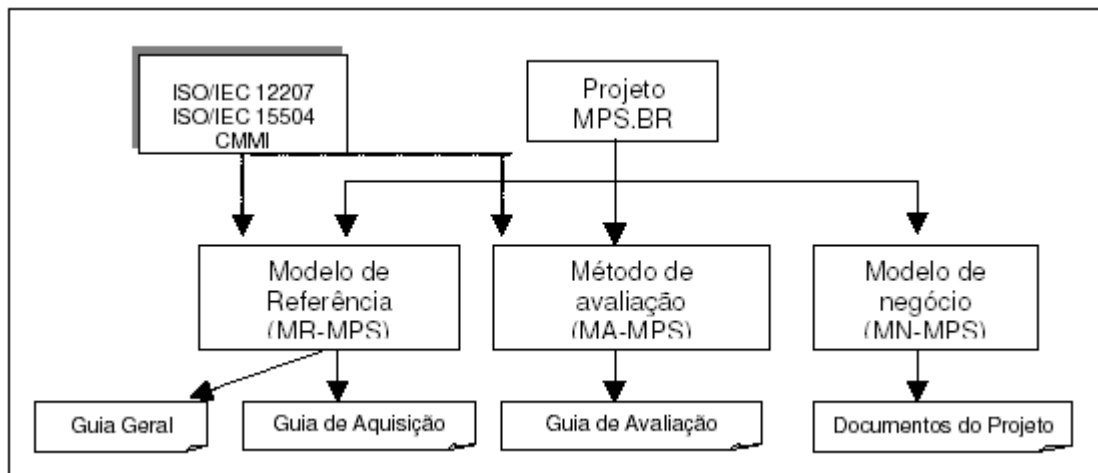 ISO/IEC 12207
ISO/IEC 15504
CMMI
Projeto
MPS.BR
Modelo de
Referência
(MR-MPS)
Método de
avaliação
(MA-MPS)
Modelo de
negócio
(MN-MPS)
Guia Geral
Guia de Aquisição
Guia de Avaliação
Documentos do Projeto